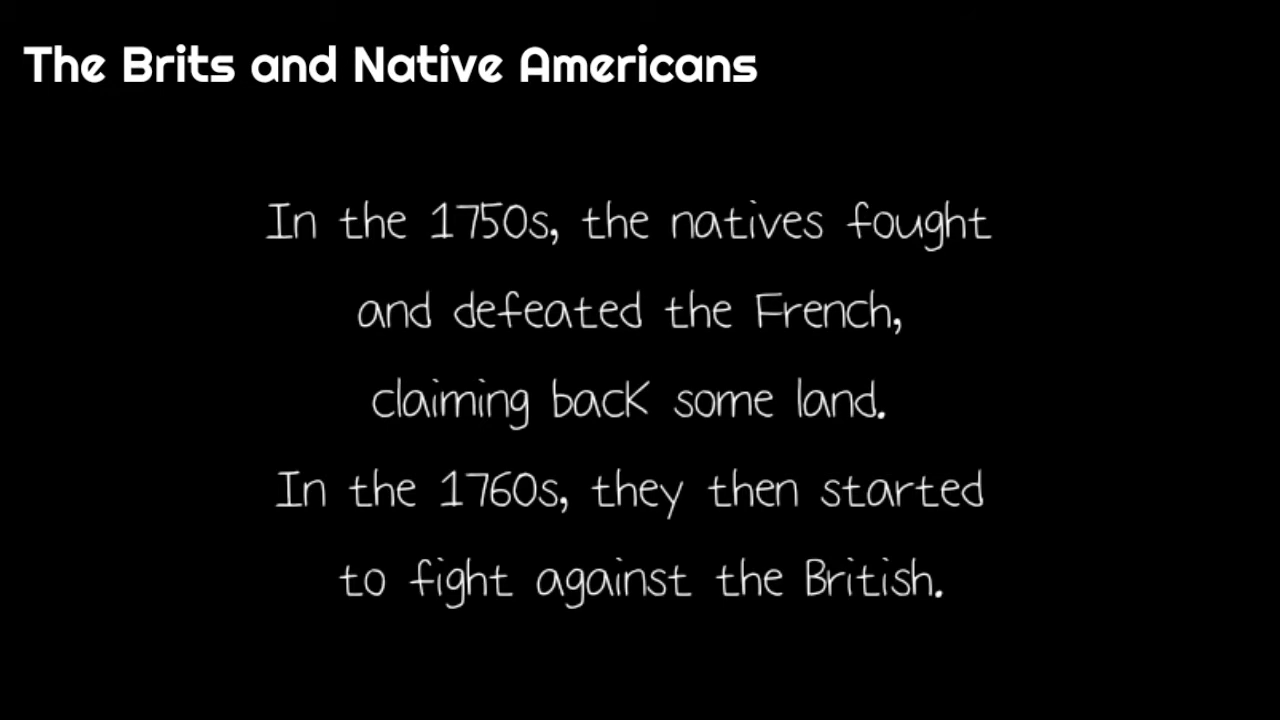 The Brits and Native Americans
In the 1750s, the natives fought
and defeated the French,
claiming back some land.
In the 1760s, they then started
to fight against the British.